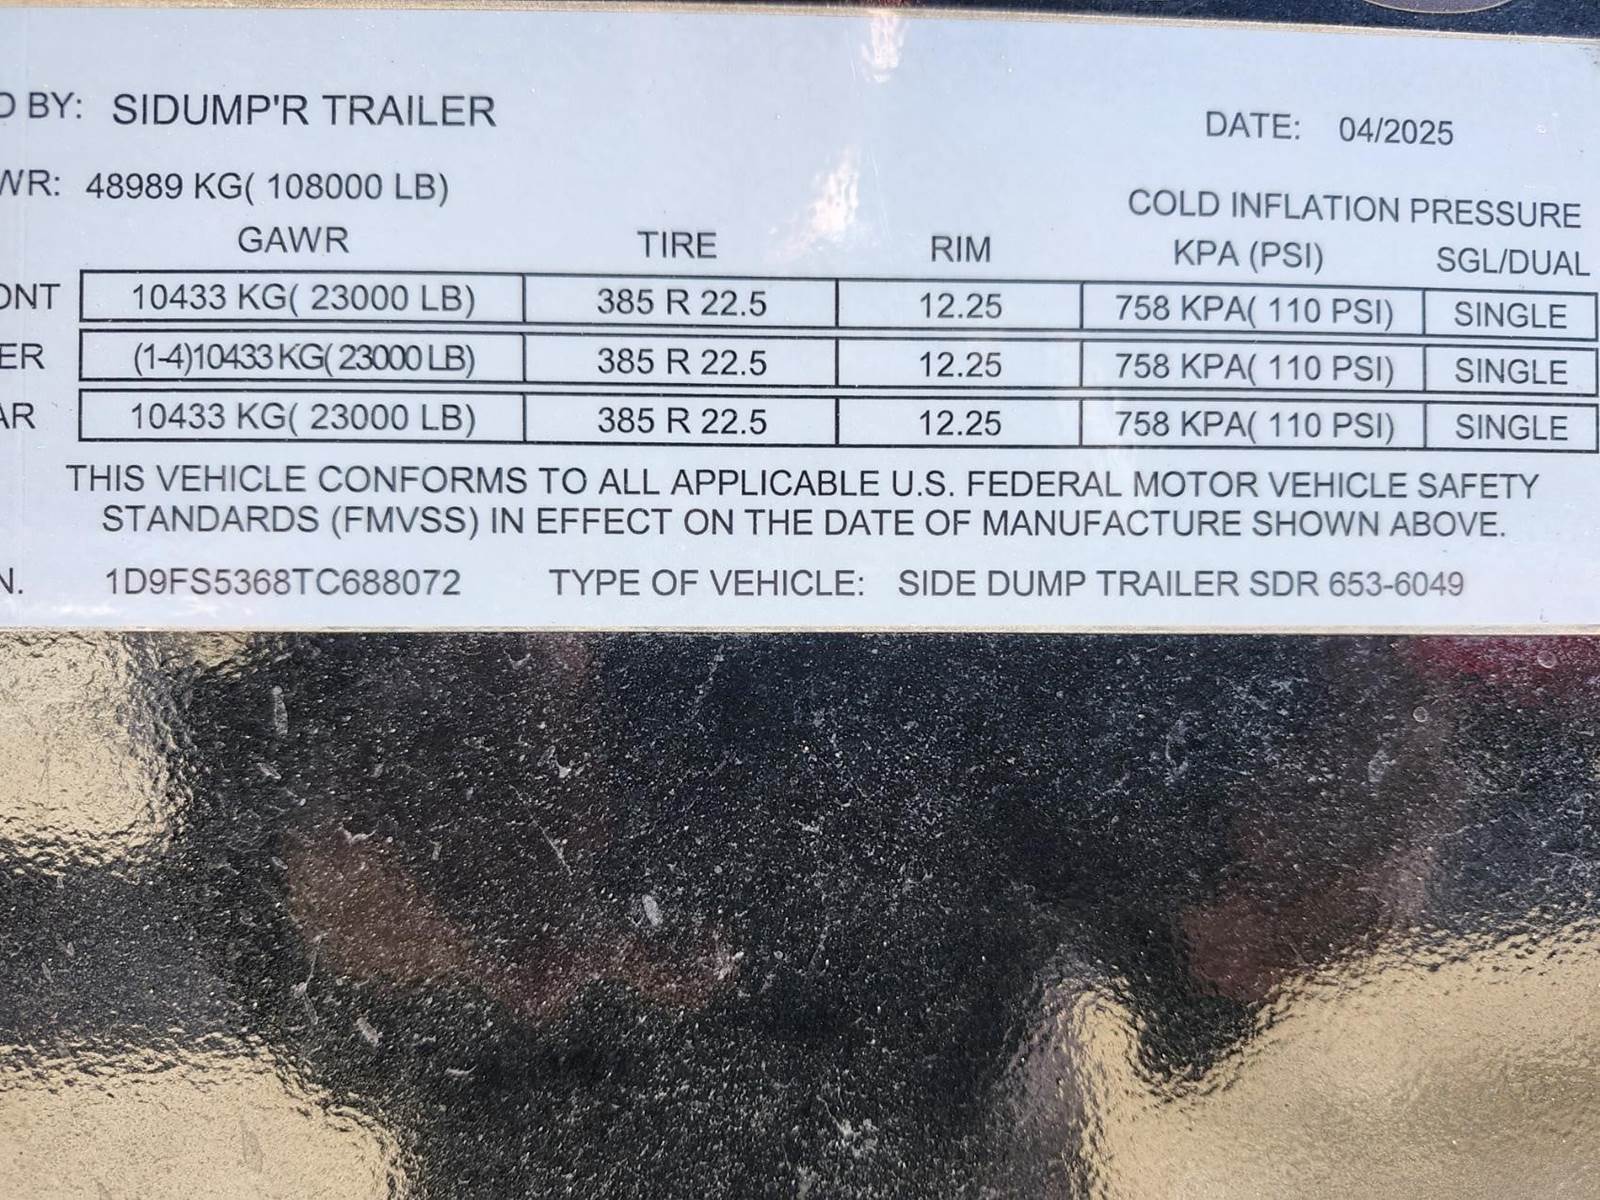 D BY: SIDUMP'R TRAILER DATE: 04/2025
WR: 48989 KG( 108000 LB)
COLD INFLATION PRESSURE
GAWR TIRE RIM KPA (PSI) SGL/DUAL
ONT 10433 KG( 23000 LB) 385 R 22.5 12.25 758 KPA( 110 PSI) SINGLE
ER (1-4)10433 KG( 23000 LB) 385 R 22.5 12.25 758 KPA( 110 PSI) SINGLE
AR 10433 KG( 23000 LB) 385 R 22.5 12.25 758 KPA( 110 PSI) SINGLE
THIS VEHICLE CONFORMS TO ALL APPLICABLE U.S. FEDERAL MOTOR VEHICLE SAFETY
STANDARDS (FMVSS) IN EFFECT ON THE DATE OF MANUFACTURE SHOWN ABOVE.
N. 1D9FS5368TC688072 TYPE OF VEHICLE: SIDE DUMP TRAILER SDR 653-6049